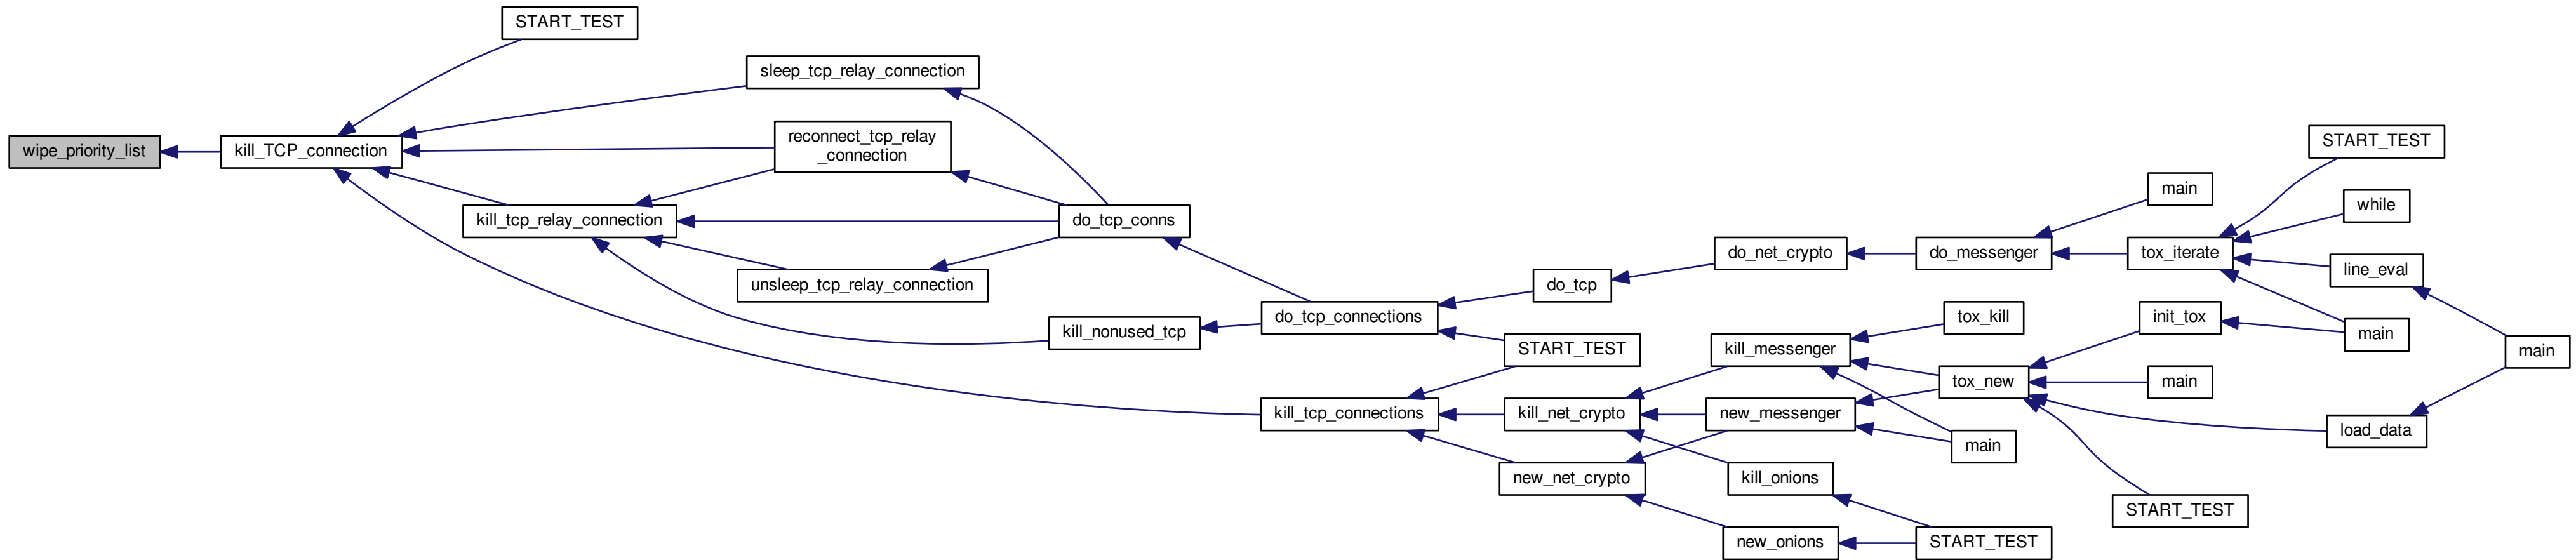 START_TEST
sleep_tcp_relay_connection
wipe_priority_list
kill_TCP_connection
reconnect_tcp_relay
_connection
kill_tcp_relay_connection
unsleep_tcp_relay_connection
do_tcp_conns
kill_nonused_tcp
do_tcp_connections
kill_tcp_connections
do_tcp
START_TEST
kill_net_crypto
new_net_crypto
do_net_crypto
kill_messenger
new_messenger
kill_onions
new_onions
do_messenger
tox_kill
tox_new
main
START_TEST
main
tox_iterate
init_tox
main
START_TEST
START_TEST
while
line_eval
main
load_data
main